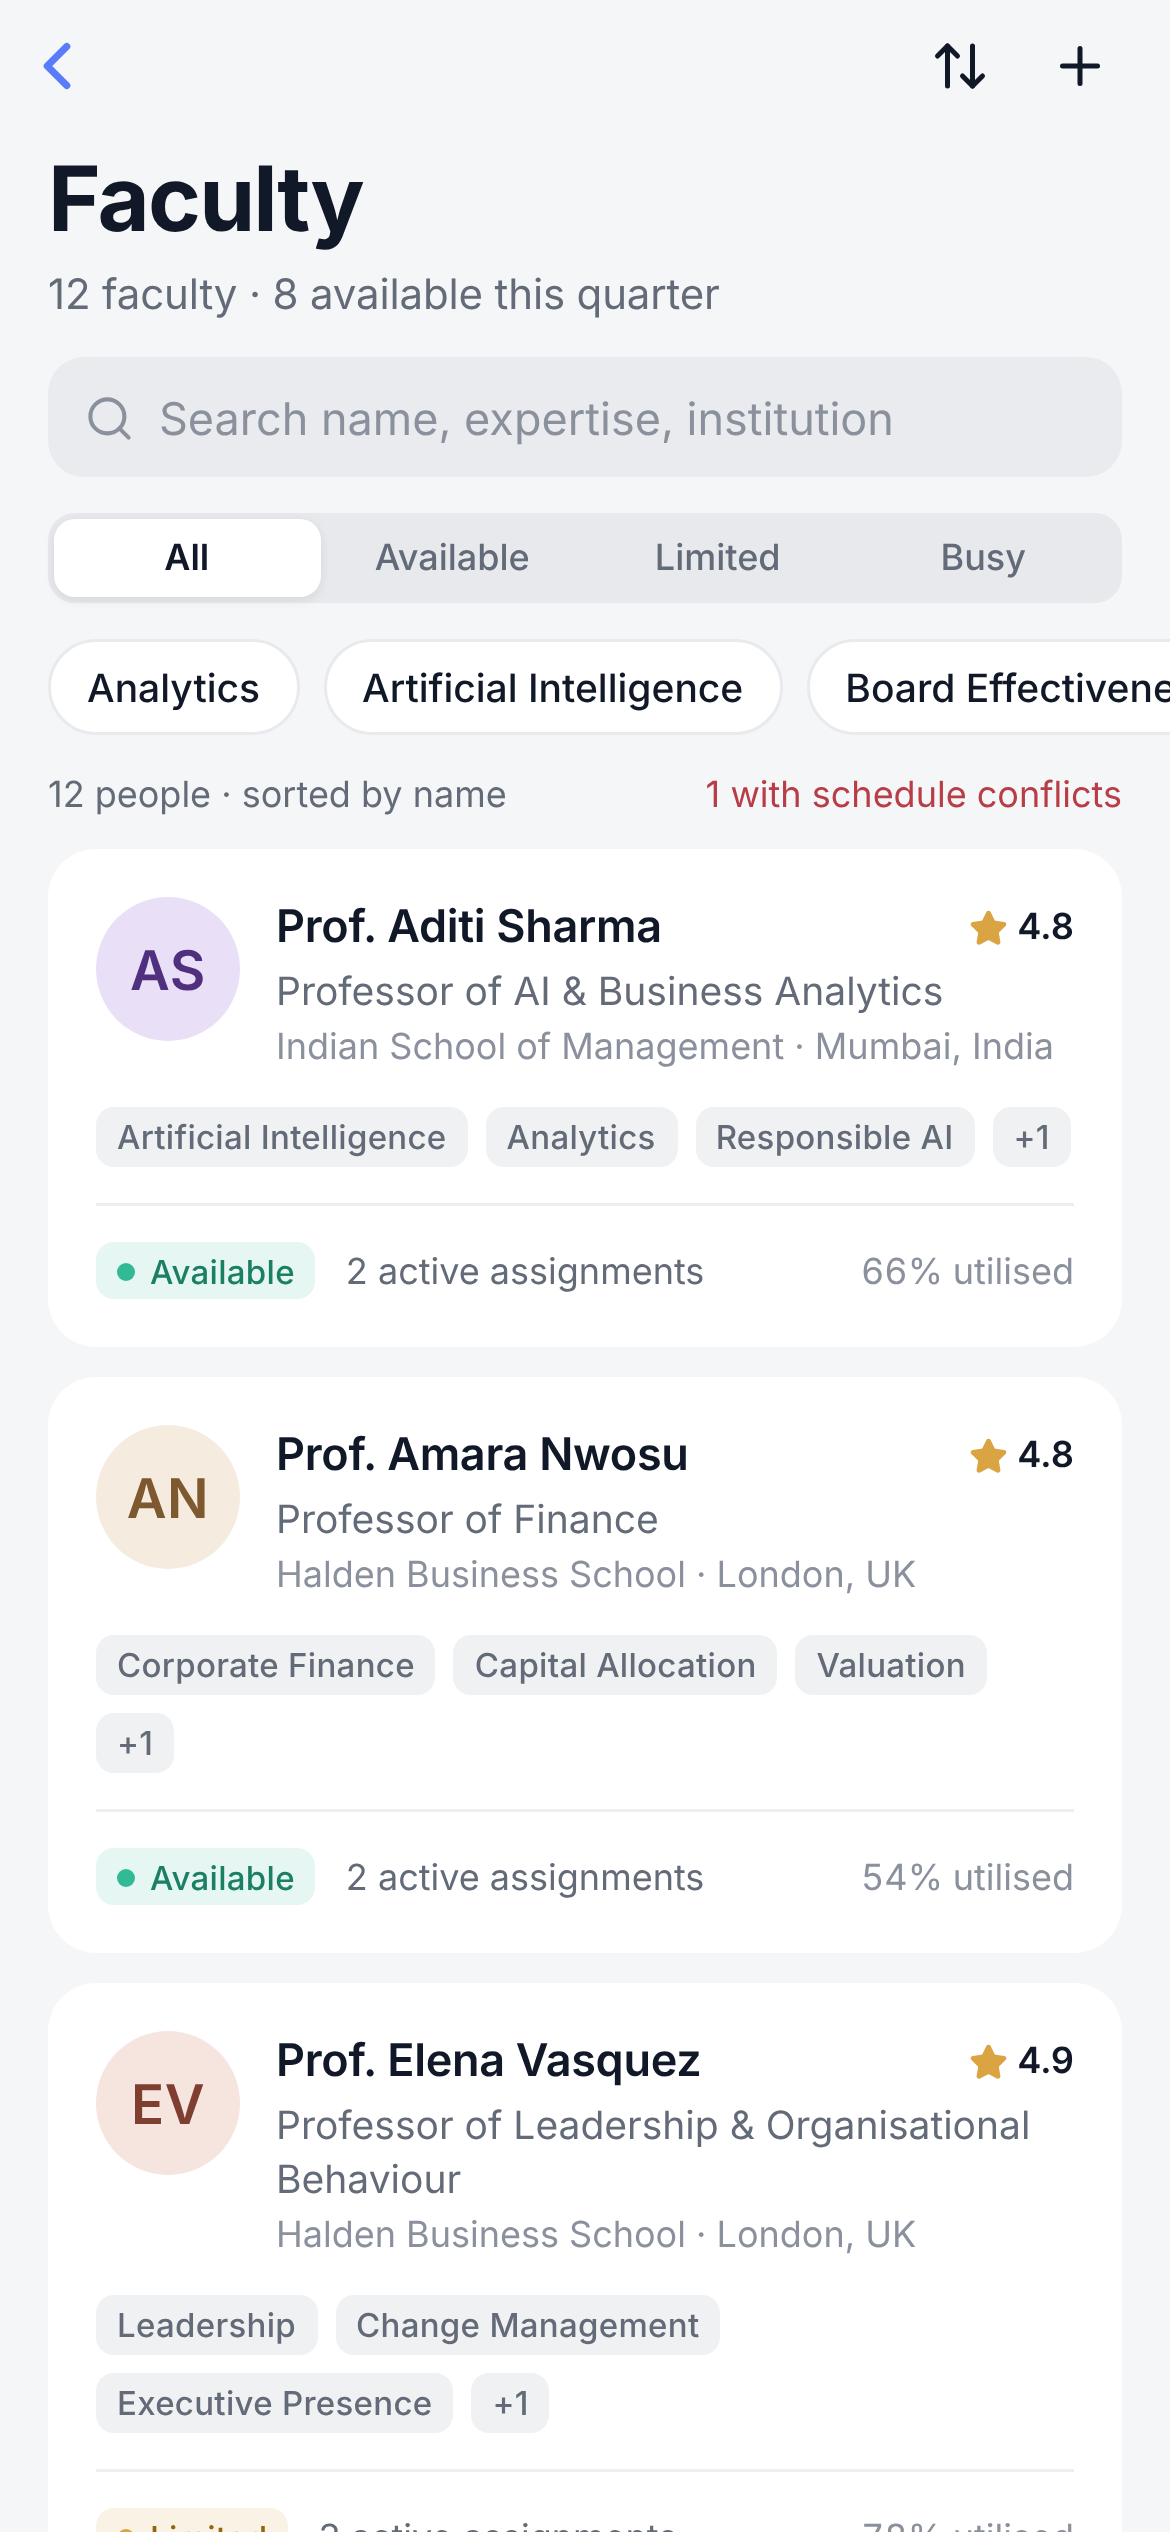 Faculty
12 faculty · 8 available this quarter
Search name, expertise, institution
All Available Limited Busy
Analytics Artificial Intelligence Board Effectivene
12 people · sorted by name 1 with schedule conflicts
AS Prof. Aditi Sharma 4.8
Professor of AI & Business Analytics
Indian School of Management · Mumbai, India
Artificial Intelligence Analytics Responsible AI +1
Available 2 active assignments 66% utilised
AN Prof. Amara Nwosu 4.8
Professor of Finance
Halden Business School · London, UK
Corporate Finance Capital Allocation Valuation
+1
Available 2 active assignments 54% utilised
EV Prof. Elena Vasquez 4.9
Professor of Leadership & Organisational
Behaviour
Halden Business School · London, UK
Leadership Change Management
Executive Presence +1
Limited active assignments utilised